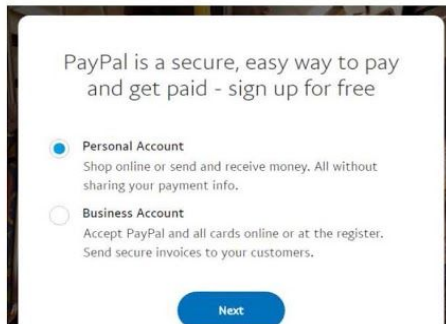 PayPal is a secure, easy way to pay
and get paid - sign up for free
Personal Account
Shop online or send and receive money. All without
sharing your payment info.
Business Account
Accept PayPal and all cards online or at the register.
Send secure invoices to your customers.
Next